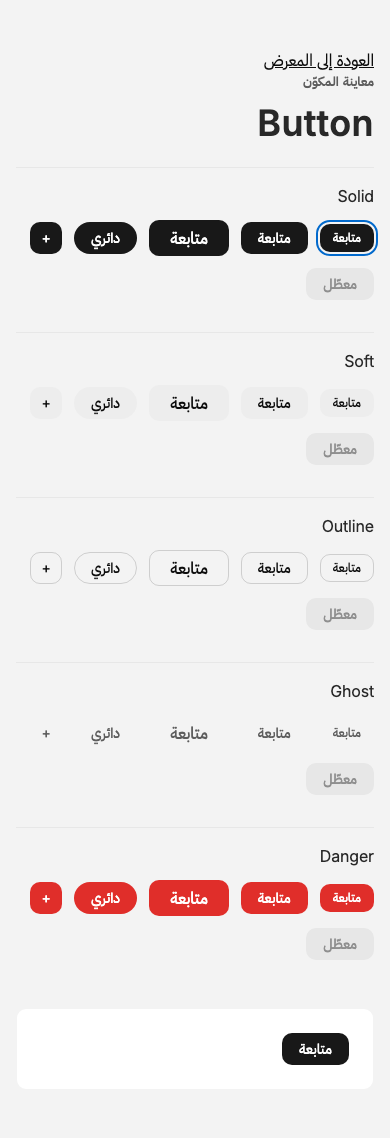 العودة إلى المعرض
معاينة المكوّن
Button
Solid
متابعة متابعة متابعة دائري +
معطّل
Soft
متابعة متابعة متابعة دائري +
معطّل
Outline
متابعة متابعة متابعة دائري +
معطّل
Ghost
متابعة متابعة متابعة دائري +
معطّل
Danger
متابعة متابعة متابعة دائري +
معطّل
متابعة